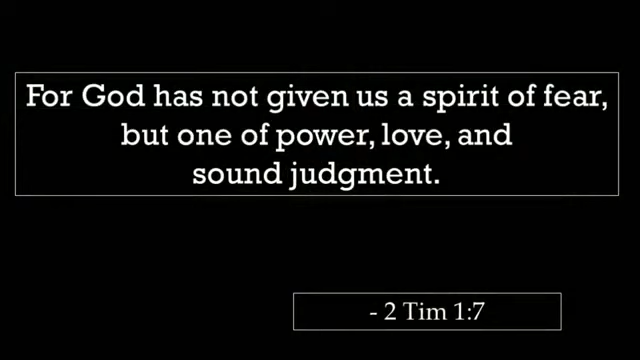 For God has not given us a spirit of fear,
but one of power, love, and
sound judgment.
- 2 Tim 1:7